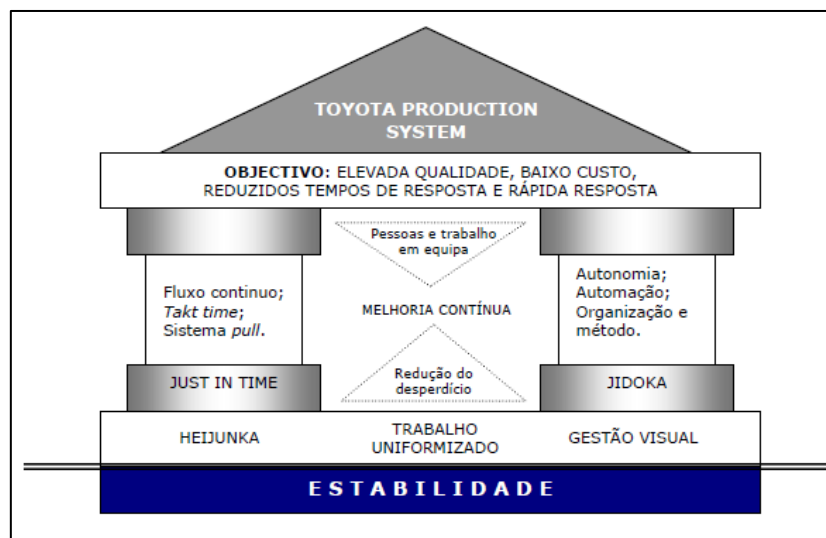 TOYOTA PRODUCTION
SYSTEM
OBJECTIVO: ELEVADA QUALIDADE, BAIXO CUSTO,
REDUZIDOS TEMPOS DE RESPOSTA E RÁPIDA RESPOSTA
Pessoas e trabalho
em equipa
Fluxo continuo;
Takt time;
Sistema pull.
MELHORIA CONTÍNUA
Autonomia;
Automação;
Organização e
método.
JUST IN TIME
Redução do
desperdício
JIDOKA
HEIJUNKA
TRABALHO
UNIFORMIZADO
GESTÃO VISUAL
ESTABILIDADE